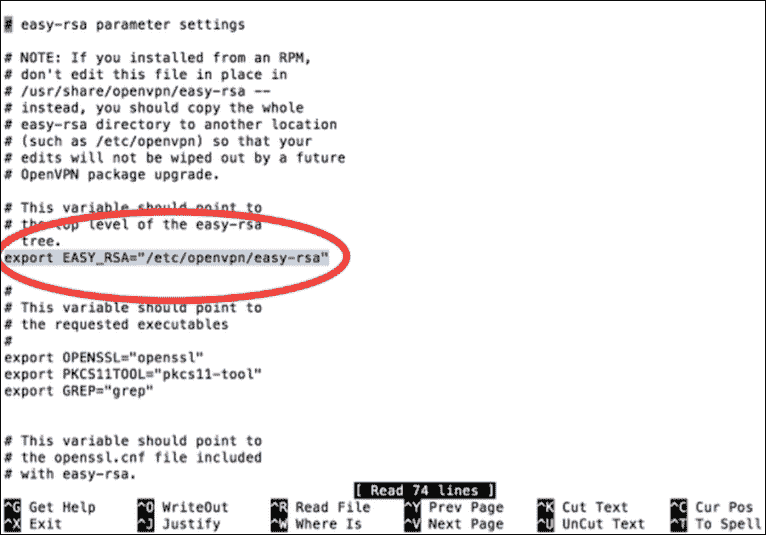 # easy-rsa parameter settings
# NOTE: If you installed from an RPM,
# don't edit this file in place in
# /usr/share/openvpn/easy-rsa --
# instead, you should copy the whole
# easy-rsa directory to another location
# (such as /etc/openvpn) so that your
# edits will not be wiped out by a future
# OpenVPN package upgrade.
# This variable should point to
# the top level of the easy-rsa
tree.
export EASY_RSA="/etc/openvpn/easy-rsa"
#
# This variable should point to
# the requested executables
#
export OPENSSL="openssl"
export PKCS11TOOL="pkcs11-tool"
export GREP="grep"
# This variable should point to
# the openssl.cnf file included
# with easy-rsa.
[ Read 74 lines ]
^G Get Help ^O WriteOut ^R Read File ^Y Prev Page ^K Cut Text ^C Cur Pos
^X Exit ^J Justify ^W Where Is ^V Next Page ^U UnCut Text ^T To Spell